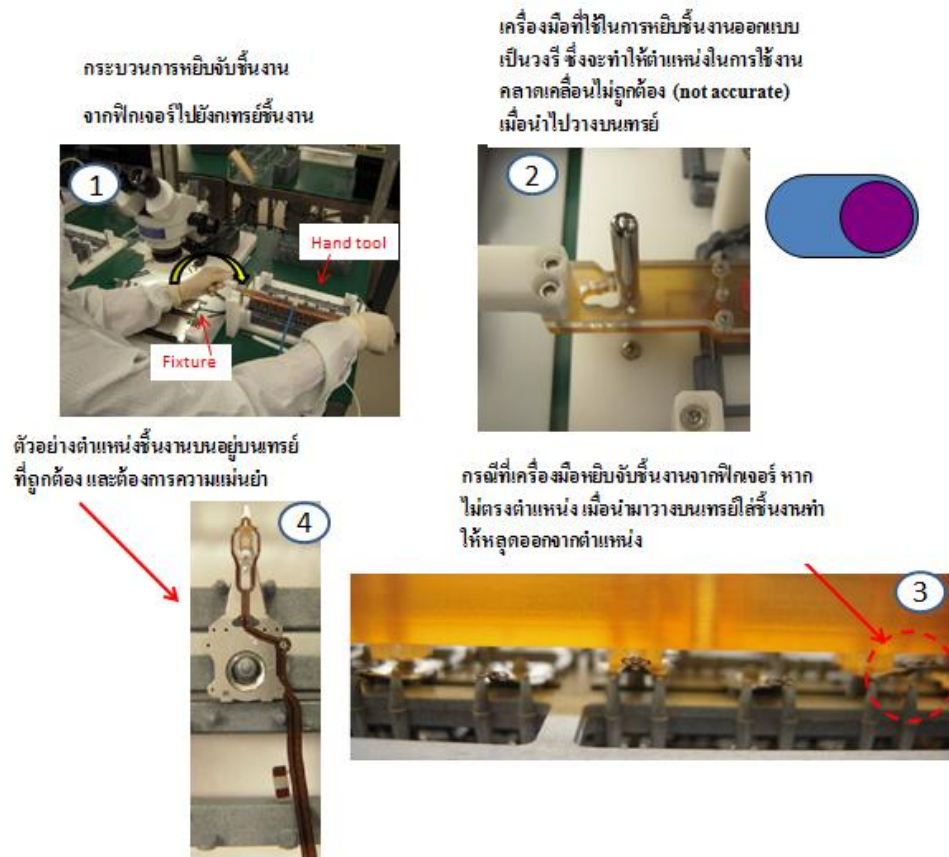 กระบวนการหยิบจับชิ้นงาน
จากฟิกเจอร์ไปยังกเทรย์ชิ้นงาน
เครื่องมือที่ใช้ในการหยิบชิ้นงานออกแบบ
เป็นวงรี ซึ่งจะทำให้ตำแหน่งในการใช้งาน
คลาดเคลื่อนไม่ถูกต้อง (not accurate)
เมื่อนำไปวางบนเทรย์
1
Hand tool
Fixture
2
ตัวอย่างตำแหน่งชิ้นงานบนอยู่บนเทรย์
ที่ถูกต้อง และต้องการความแม่นยำ
4
กรณีที่เครื่องมือหยิบจับชิ้นงานจากฟิกเจอร์ หาก
ไม่ตรงตำแหน่ง เมื่อนำมาวางบนเทรย์ใส่ชิ้นงานทำ
ให้หลุดออกจากตำแหน่ง
3